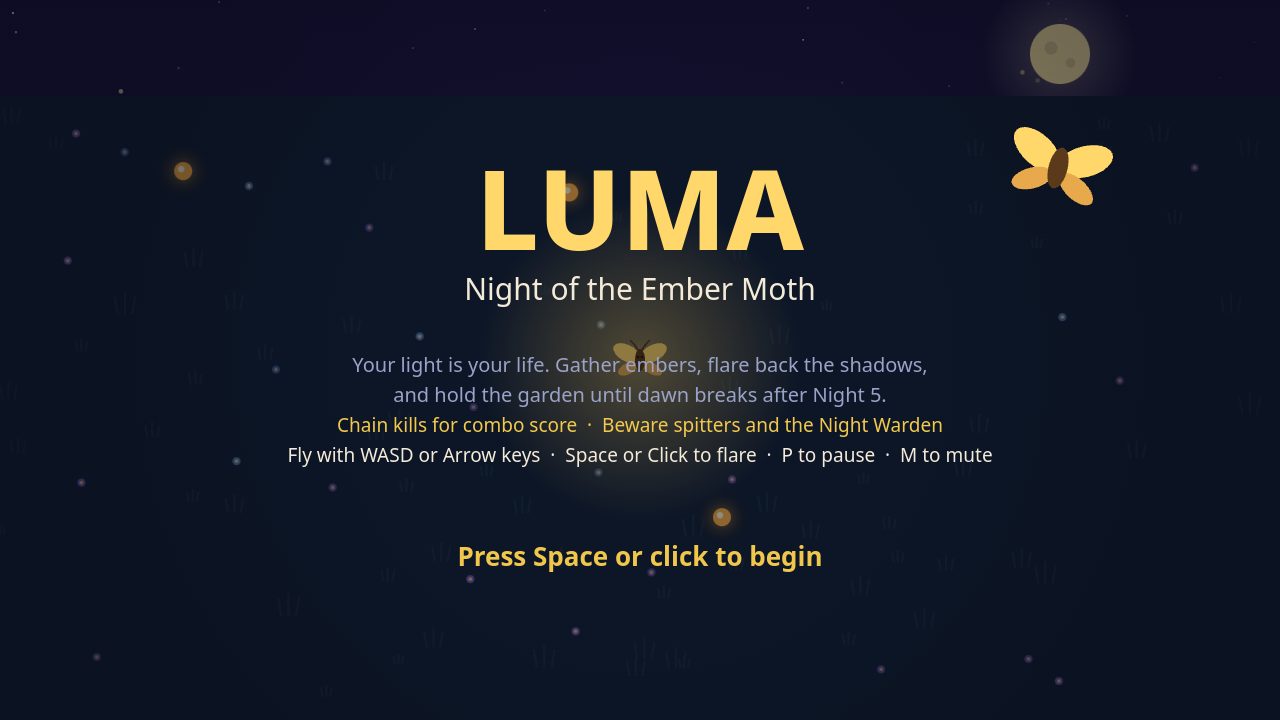 LUMA
Night of the Ember Moth
Your light is your life. Gather embers, flare back the shadows,
and hold the garden until dawn breaks after Night 5.
Chain kills for combo score · Beware spitters and the Night Warden
Fly with WASD or Arrow keys · Space or Click to flare · P to pause · M to mute
Press Space or click to begin